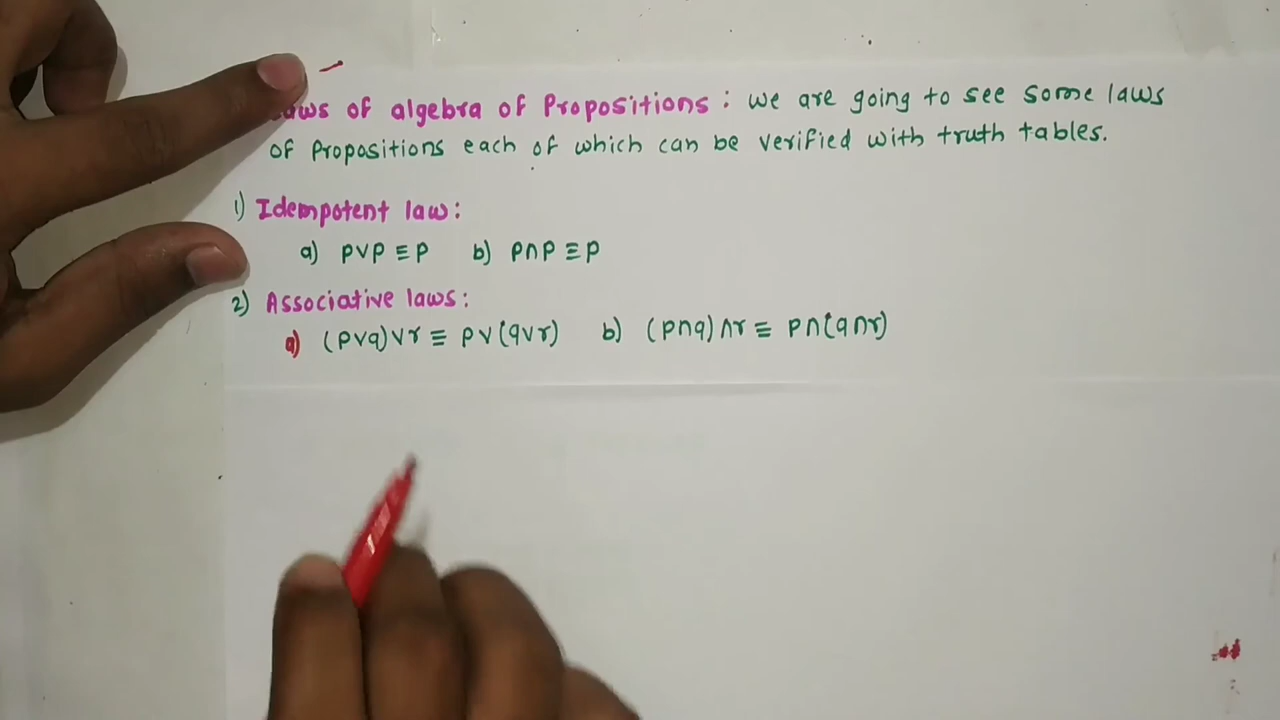 laws of algebra of Propositions : we are going to see some laws
of Propositions each of which can be verified with truth tables.
1) Idempotent law :
a) p∨p ≡ p b) p∧p ≡ p
2) Associative laws :
a) (p∨q)∨r ≡ p∨(q∨r) b) (p∧q)∧r ≡ p∧(q∧r)